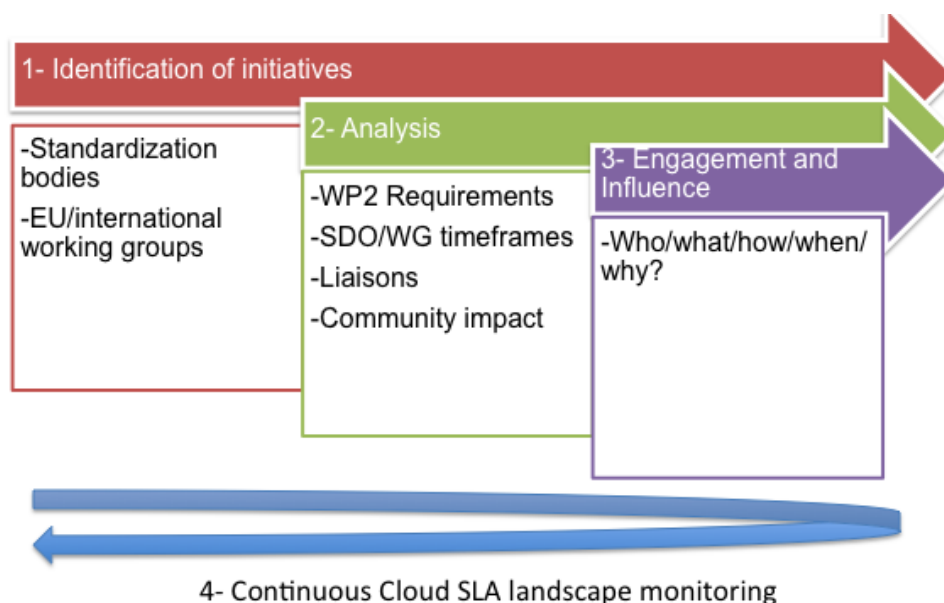 1- Identification of initiatives
-Standardization
bodies
-EU/international
working groups
2- Analysis
-WP2 Requirements
-SDO/WG timeframes
-Liaisons
-Community impact
3- Engagement and
Influence
-Who/what/how/when/
why?
4- Continuous Cloud SLA landscape monitoring